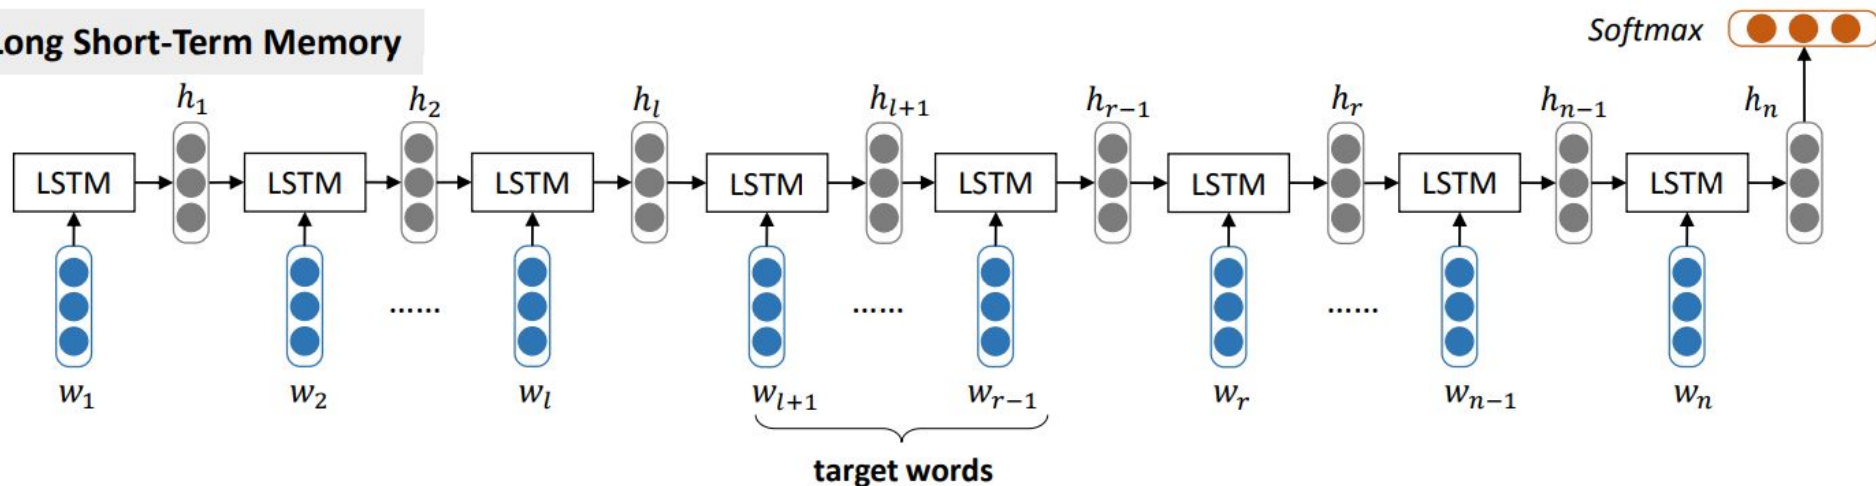 Long Short-Term Memory
Softmax
h₁ h₂ hₗ hₗ₊₁ hᵣ₋₁ hᵣ hₙ₋₁ hₙ
LSTM LSTM LSTM LSTM LSTM LSTM LSTM LSTM
...... ...... ......
w₁ w₂ wₗ wₗ₊₁ wᵣ₋₁ wᵣ wₙ₋₁ wₙ
target words